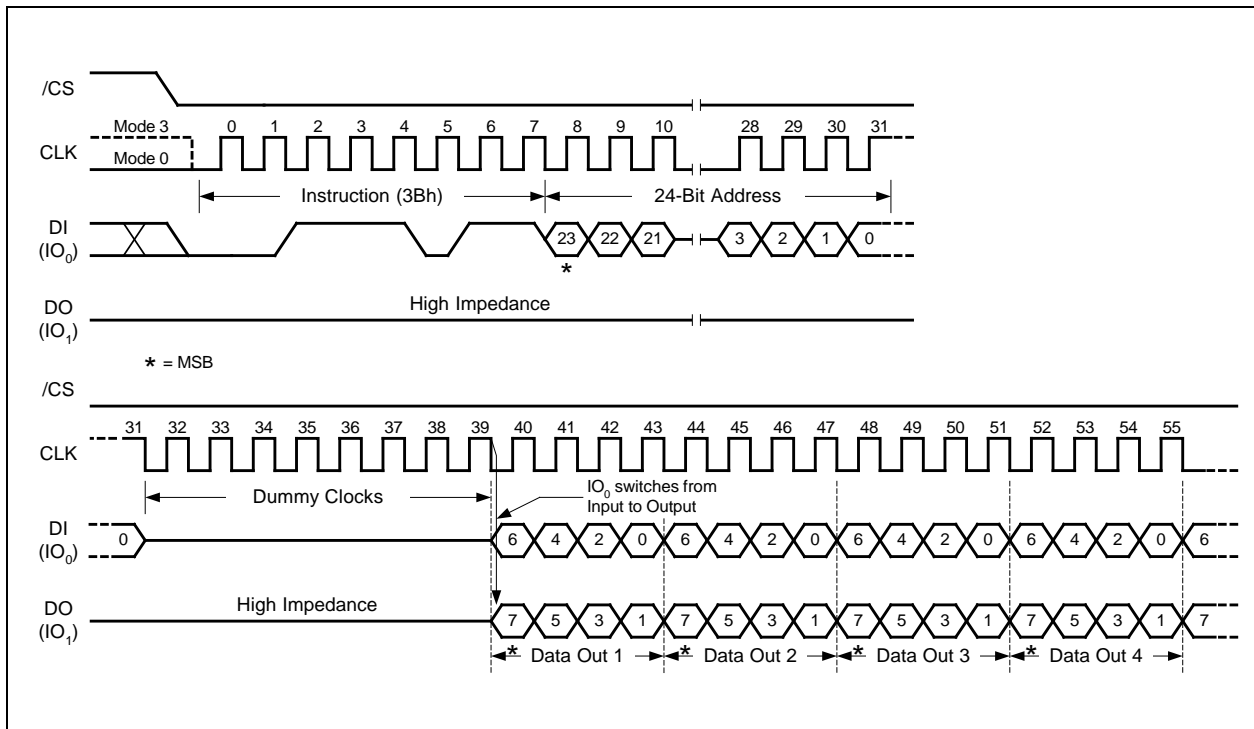 /CS
Mode 3 0 1 2 3 4 5 6 7 8 9 10 28 29 30 31
CLK
Mode 0
Instruction (3Bh) 24-Bit Address
DI
(IO0) 23 22 21 3 2 1 0
*
DO High Impedance
(IO1)
* = MSB
/CS
31 32 33 34 35 36 37 38 39 40 41 42 43 44 45 46 47 48 49 50 51 52 53 54 55
CLK
Dummy Clocks IO0 switches from
Input to Output
DI
(IO0) 0 6 4 2 0 6 4 2 0 6 4 2 0 6 4 2 0 6
DO High Impedance
(IO1) 7 5 3 1 7 5 3 1 7 5 3 1 7 5 3 1 7
* Data Out 1 * Data Out 2 * Data Out 3 * Data Out 4